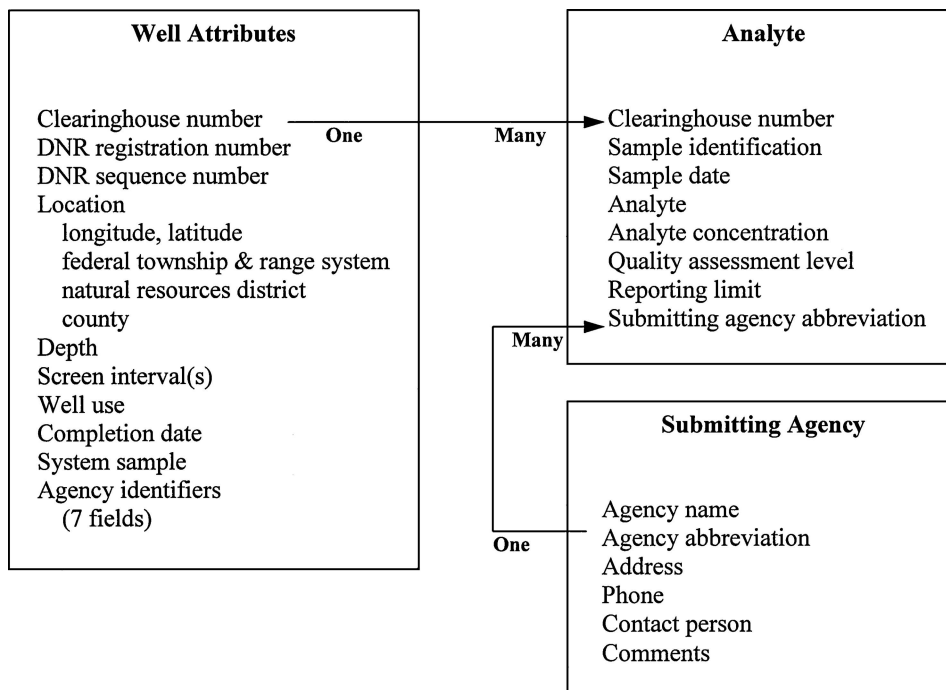 Well Attributes
Clearinghouse number
DNR registration number
DNR sequence number
Location
longitude, latitude
federal township & range system
natural resources district
county
Depth
Screen interval(s)
Well use
Completion date
System sample
Agency identifiers
(7 fields)
One
Many
Analyte
Clearinghouse number
Sample identification
Sample date
Analyte
Analyte concentration
Quality assessment level
Reporting limit
Submitting agency abbreviation
Many
One
Submitting Agency
Agency name
Agency abbreviation
Address
Phone
Contact person
Comments